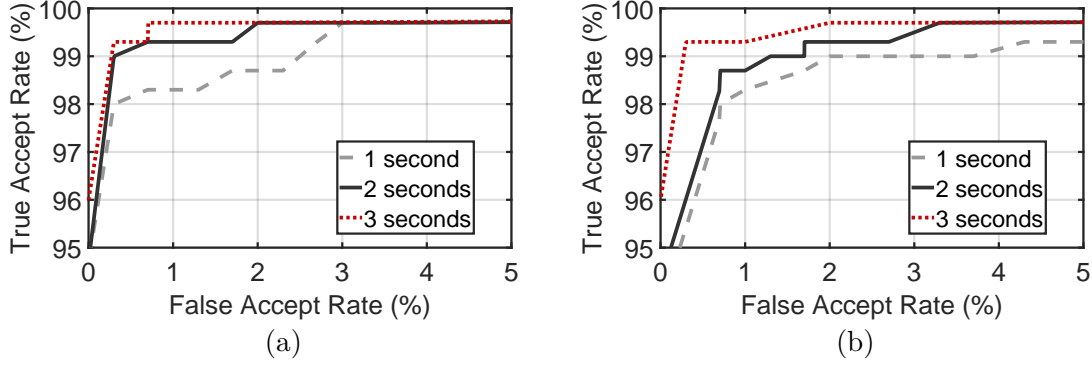 True Accept Rate (%)
100
99
98
97
96
95
0 1 2 3 4 5
1 second
2 seconds
3 seconds
False Accept Rate (%)
(a)
True Accept Rate (%)
100
99
98
97
96
95
0 1 2 3 4 5
1 second
2 seconds
3 seconds
False Accept Rate (%)
(b)